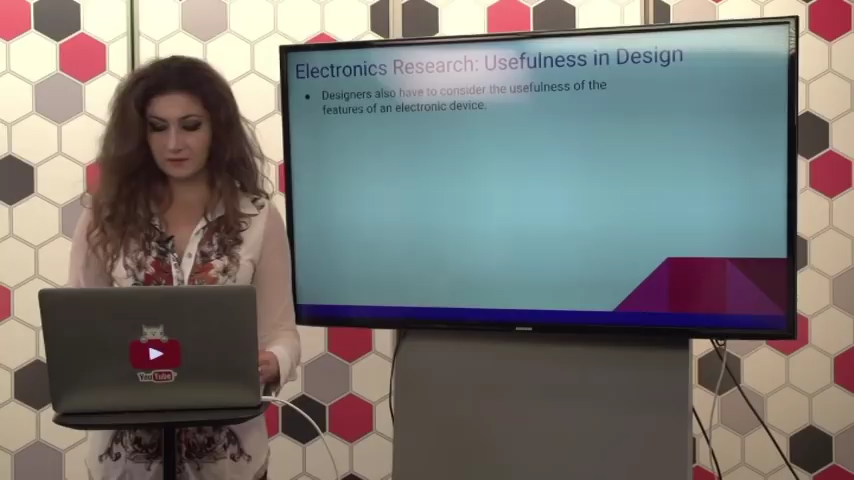 Electronics Research: Usefulness in Design
• Designers also have to consider the usefulness of the
features of an electronic device.
YouTube